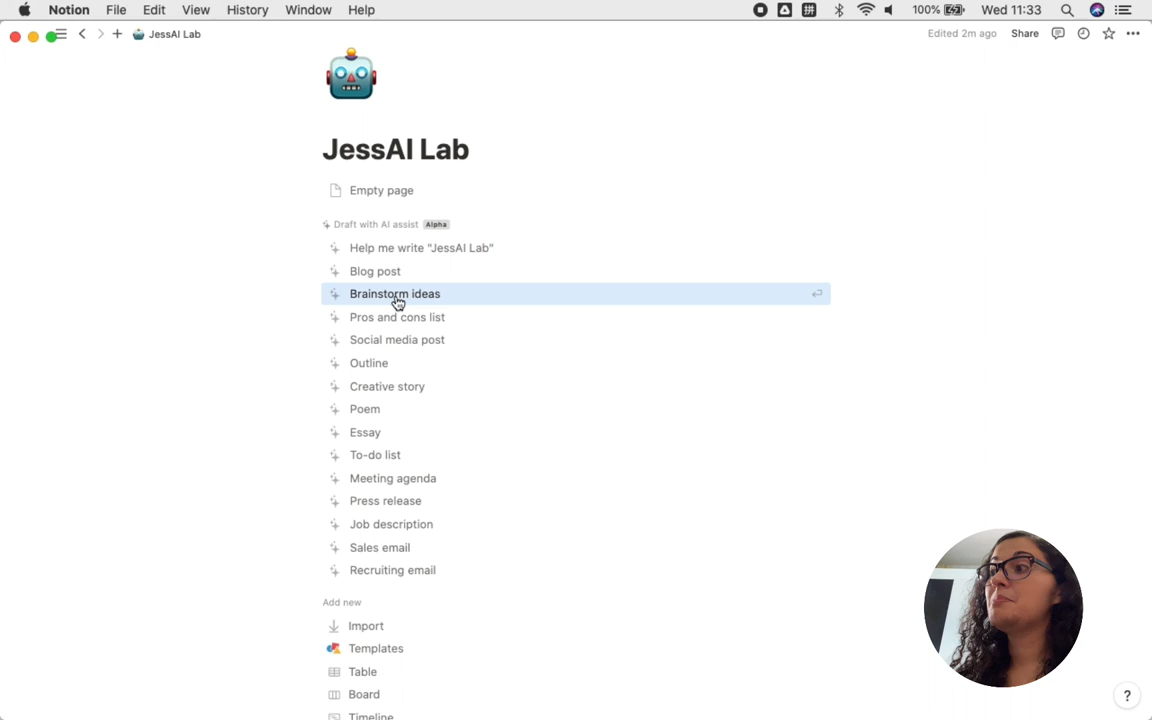 Notion File Edit View History Window Help 100% Wed 11:33
JessAI Lab Edited 2m ago Share
JessAI Lab
Empty page
Draft with AI assist Alpha
Help me write "JessAI Lab"
Blog post
Brainstorm ideas
Pros and cons list
Social media post
Outline
Creative story
Poem
Essay
To-do list
Meeting agenda
Press release
Job description
Sales email
Recruiting email
Add new
Import
Templates
Table
Board
Timeline
?